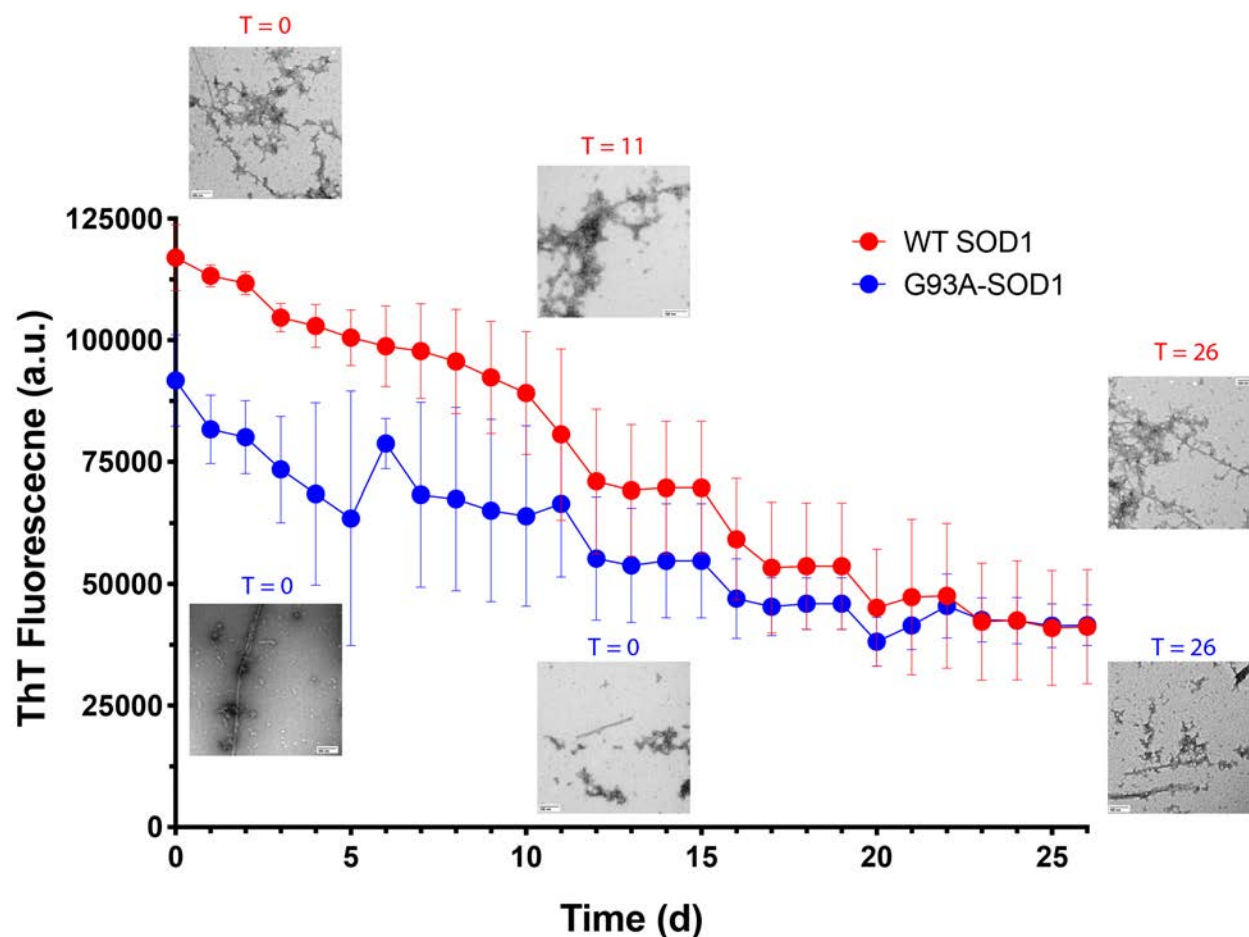 T = 0
T = 11
WT SOD1
G93A-SOD1
T = 26
ThT Fluorescecne (a.u.)
125000
100000
75000
50000
25000
0
T = 0
T = 0
T = 26
0
5
10
15
20
25
Time (d)